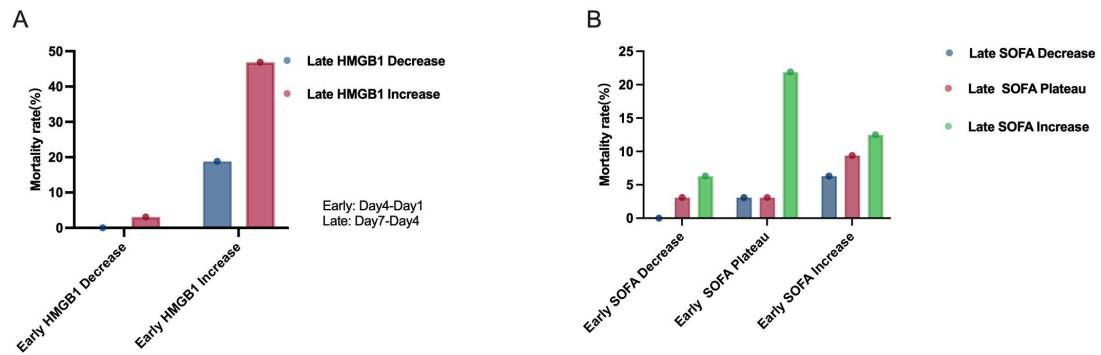 A
Mortality rate(%)
50
40
30
20
10
0
Early HMGB1 Decrease
Early HMGB1 Increase
Late HMGB1 Decrease
Late HMGB1 Increase
Early: Day4-Day1
Late: Day7-Day4
B
Mortality rate(%)
25
20
15
10
5
0
Early SOFA Decrease
Early SOFA Plateau
Early SOFA Increase
Late SOFA Decrease
Late SOFA Plateau
Late SOFA Increase